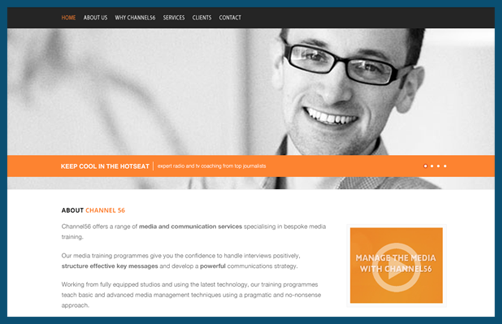 HOME ABOUT US WHY CHANNEL56 SERVICES CLIENTS CONTACT
KEEP COOL IN THE HOTSEAT | expert radio and tv coaching from top journalists
ABOUT CHANNEL 56
Channel56 offers a range of media and communication services specialising in bespoke media
training.
Our media training programmes give you the confidence to handle interviews positively,
structure effective key messages and develop a powerful communications strategy.
Working from fully equipped studios and using the latest technology, our training programmes
teach basic and advanced media management techniques using a pragmatic and no-nonsense
approach.
MANAGE THE MEDIA
WITH CHANNEL56